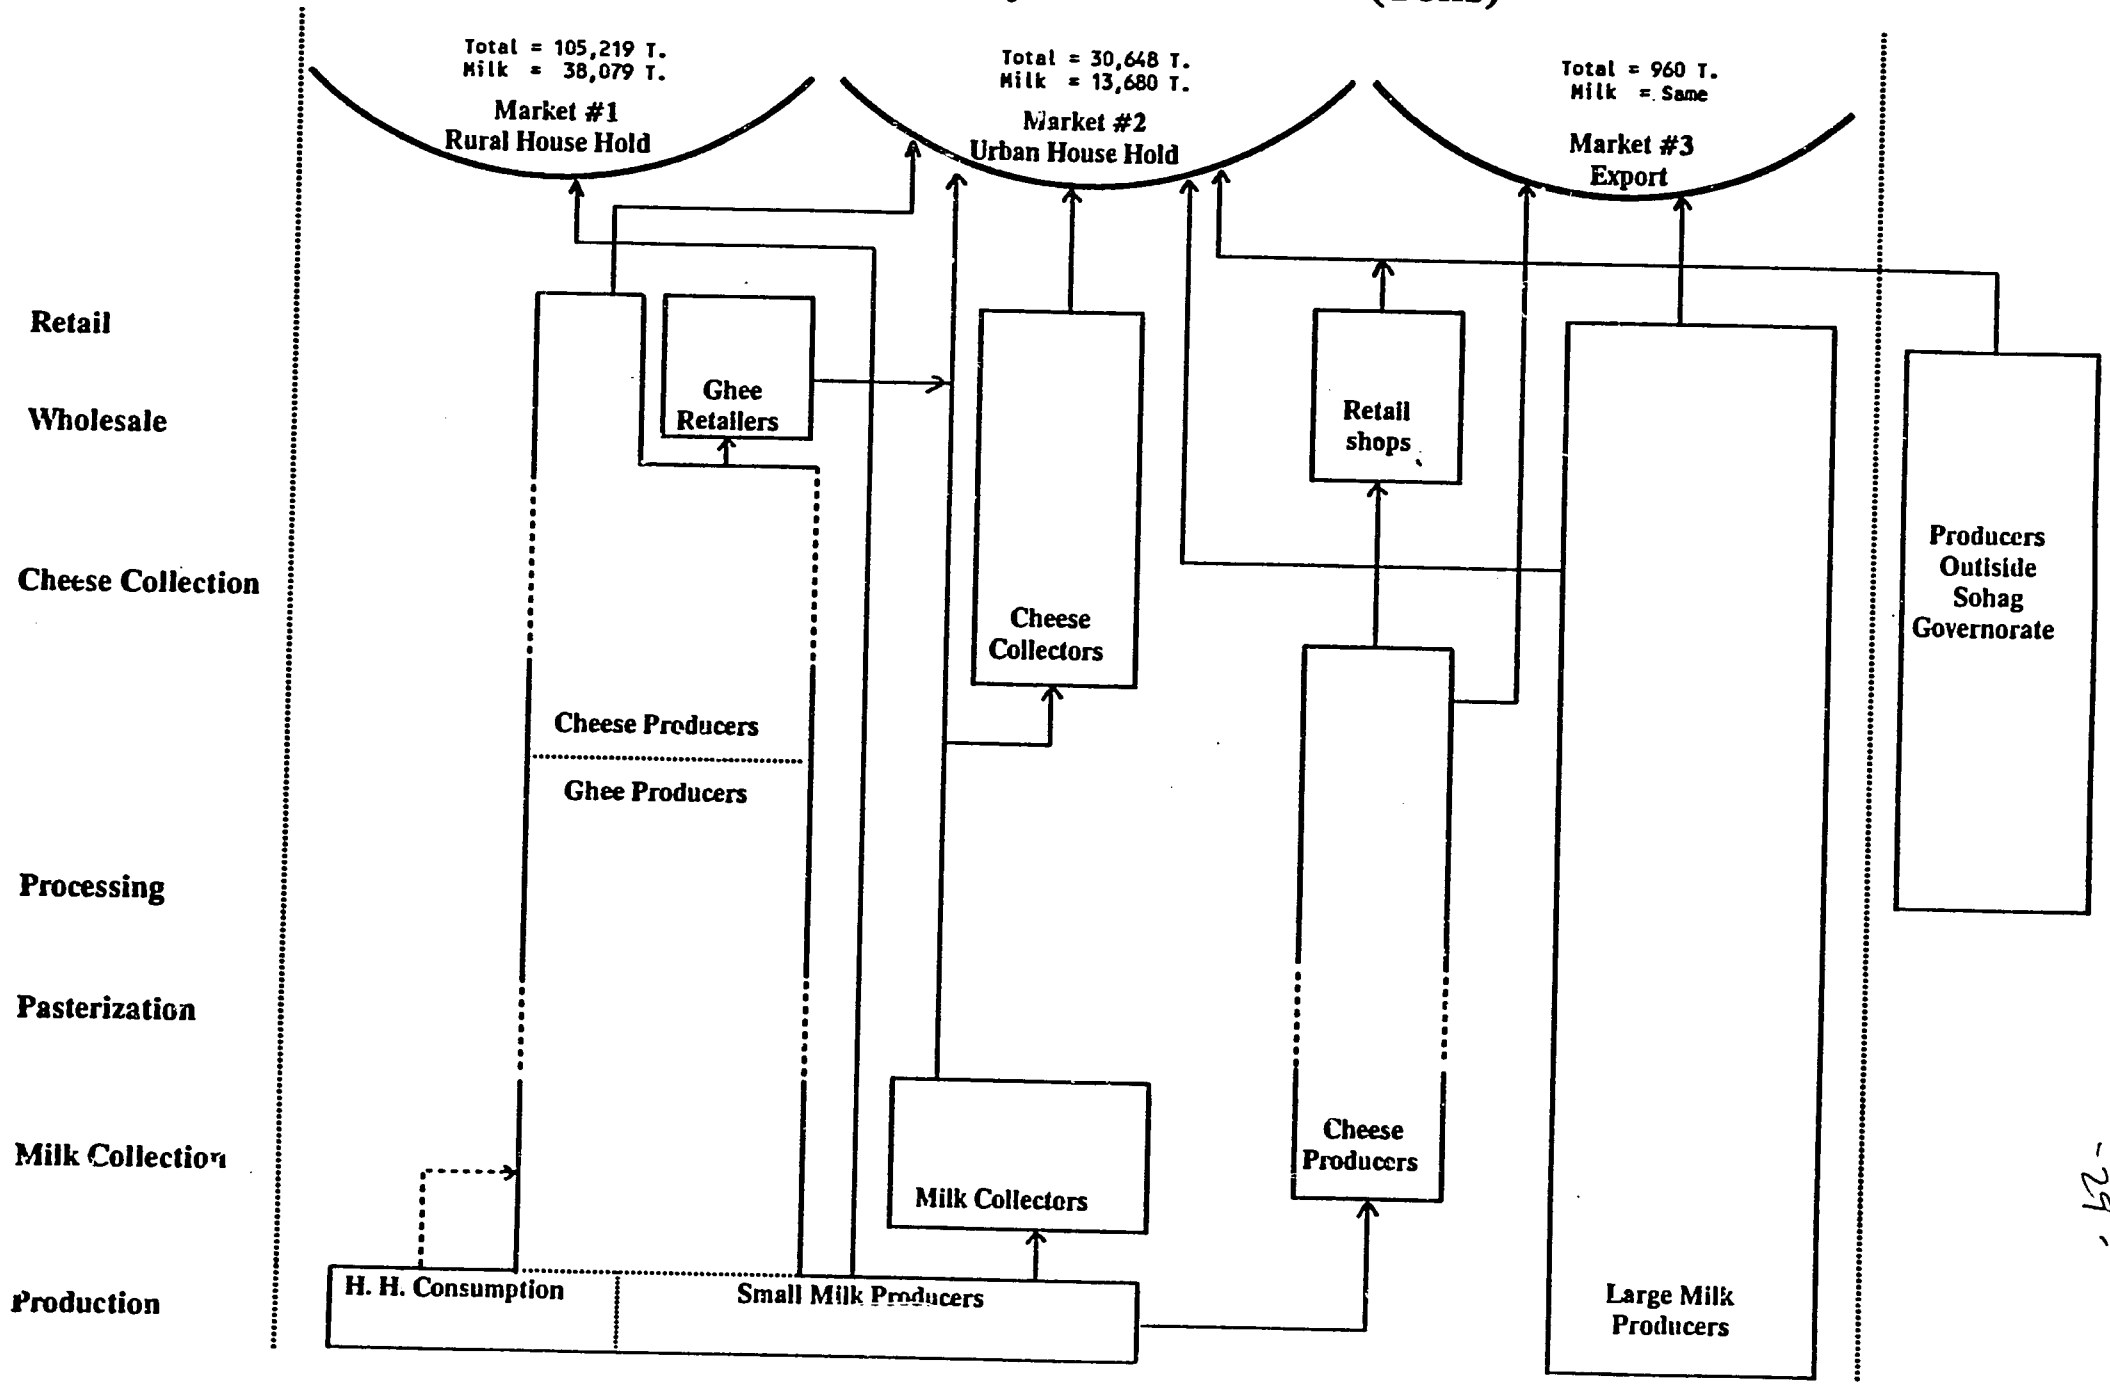 (Tons)
Total = 105,219 T.
Milk = 38,079 T.
Market #1
Rural House Hold
Total = 30,648 T.
Milk = 13,680 T.
Market #2
Urban House Hold
Total = 960 T.
Milk = Same
Market #3
Export
Retail
Wholesale
Cheese Collection
Processing
Pasterization
Milk Collection
Production
Ghee
Retailers
Cheese Producers
Ghee Producers
Cheese
Collectors
Milk Collectors
H. H. Consumption
Small Milk Producers
Retail
shops
Cheese
Producers
Large Milk
Producers
Producers
Outiside
Sohag
Governorate